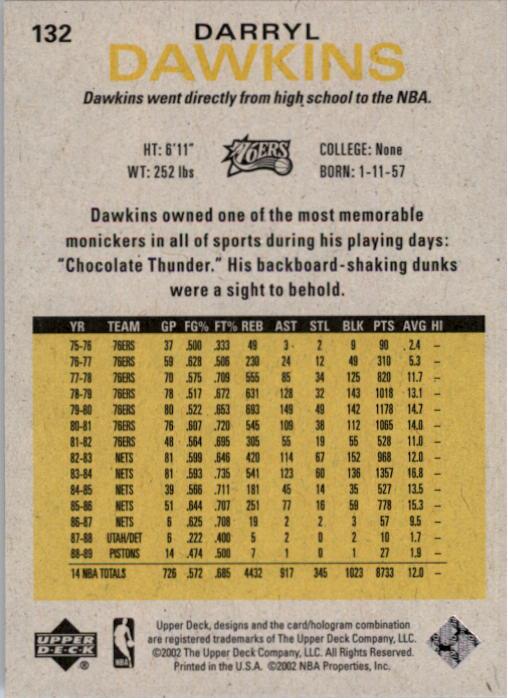 132
DARRYL
DAWKINS
Dawkins went directly from high school to the NBA.
HT: 6'11"
WT: 252 lbs
76ERS
COLLEGE: None
BORN: 1-11-57
Dawkins owned one of the most memorable
monickers in all of sports during his playing days:
"Chocolate Thunder." His backboard-shaking dunks
were a sight to behold.
YR TEAM GP FG% FT% REB AST STL BLK PTS AVG HI
75-76 76ERS 37 .500 .333 49 3 2 9 90 2.4 –
76-77 76ERS 59 .628 .506 230 24 12 49 310 5.3 –
77-78 76ERS 70 .575 .709 555 85 34 125 820 11.7 –
78-79 76ERS 78 .517 .672 631 128 32 143 1018 13.1 –
79-80 76ERS 80 .522 .653 693 149 49 142 1178 14.7 –
80-81 76ERS 76 .607 .720 545 109 38 112 1065 14.0 –
81-82 76ERS 48 .564 .695 305 55 19 55 528 11.0 –
82-83 NETS 81 .599 .646 420 114 67 152 968 12.0 –
83-84 NETS 81 .593 .735 541 123 60 136 1357 16.8 –
84-85 NETS 39 .566 .711 181 45 14 35 527 13.5 –
85-86 NETS 51 .644 .707 251 77 16 59 778 15.3 –
86-87 NETS 6 .625 .708 19 2 2 3 57 9.5 –
87-88 UTAH/DET 6 .222 .400 5 2 0 2 10 1.7 –
88-89 PISTONS 14 .474 .500 7 1 0 1 27 1.9 –
14 NBA TOTALS 726 .572 .685 4432 917 345 1023 8733 12.0 –
UPPER
DECK
®
NBA
Upper Deck, designs and the card/hologram combination
are registered trademarks of The Upper Deck Company, LLC.
©2002 The Upper Deck Company, LLC. All Rights Reserved.
Printed in the U.S.A. ©2002 NBA Properties, Inc.